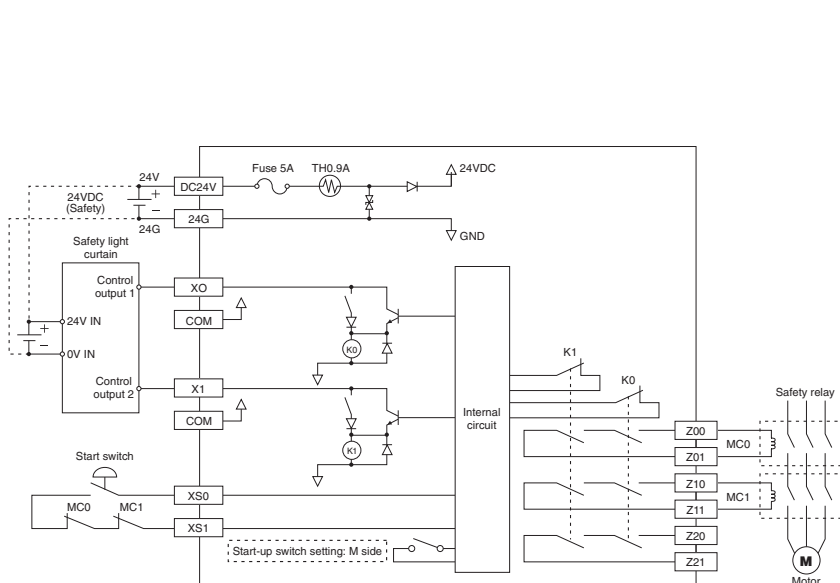 24V
DC24V
Fuse 5A
TH0.9A
24VDC
24VDC
(Safety)
+
−
24G
24G
GND
Safety light
curtain
Control
output 1
XO
COM
24V IN
+
−
0V IN
K0
Control
output 2
X1
COM
K1
Internal
circuit
K1
K0
Safety relay
Z00
MC0
Z01
Z10
MC1
Z11
Z20
Z21
Start switch
XS0
MC0
MC1
XS1
Start-up switch setting: M side
M
Motor